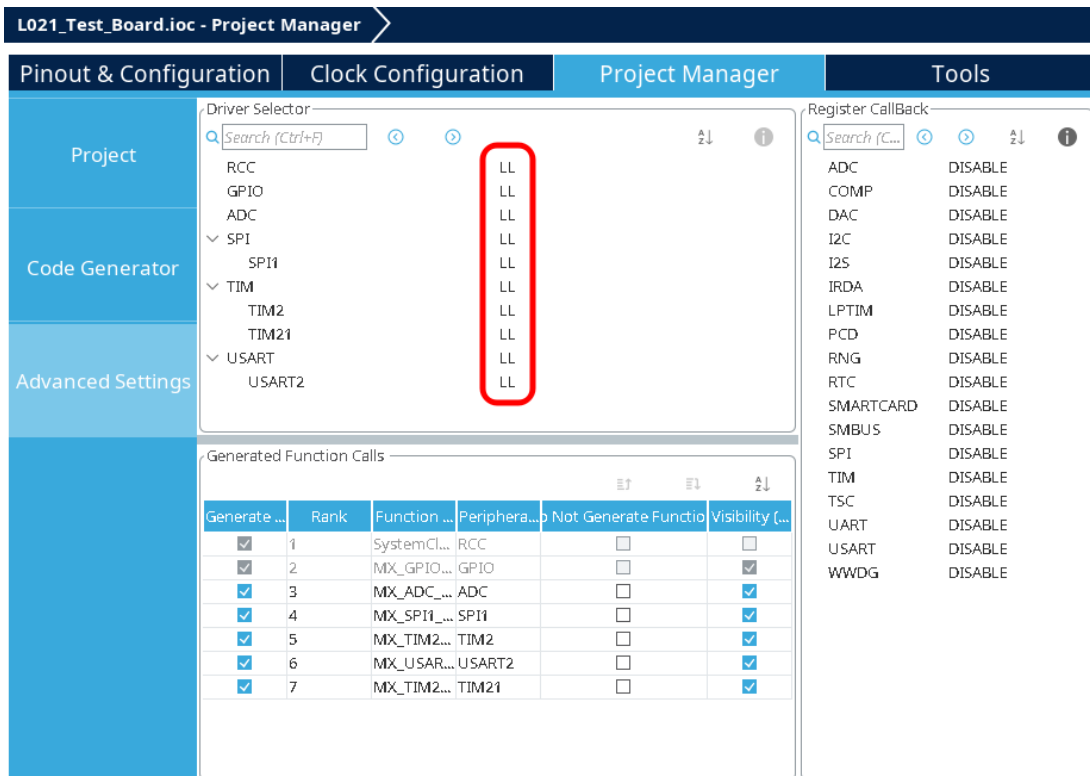 L021_Test_Board.ioc - Project Manager
Pinout & Configuration
Clock Configuration
Project Manager
Tools
Project
Code Generator
Advanced Settings
Driver Selector
Search (Ctrl+F)
RCC LL
GPIO LL
ADC LL
SPI LL
SPI1 LL
TIM LL
TIM2 LL
TIM21 LL
USART LL
USART2 LL
Generated Function Calls
Generate ... Rank Function ... Periphera... o Not Generate Functio Visibility (...
1 SystemCl... RCC
2 MX_GPIO... GPIO
3 MX_ADC_... ADC
4 MX_SPI1_... SPI1
5 MX_TIM2... TIM2
6 MX_USAR... USART2
7 MX_TIM2... TIM21
Register CallBack
Search (C...
ADC DISABLE
COMP DISABLE
DAC DISABLE
I2C DISABLE
I2S DISABLE
IRDA DISABLE
LPTIM DISABLE
PCD DISABLE
RNG DISABLE
RTC DISABLE
SMARTCARD DISABLE
SMBUS DISABLE
SPI DISABLE
TIM DISABLE
TSC DISABLE
UART DISABLE
USART DISABLE
WWDG DISABLE